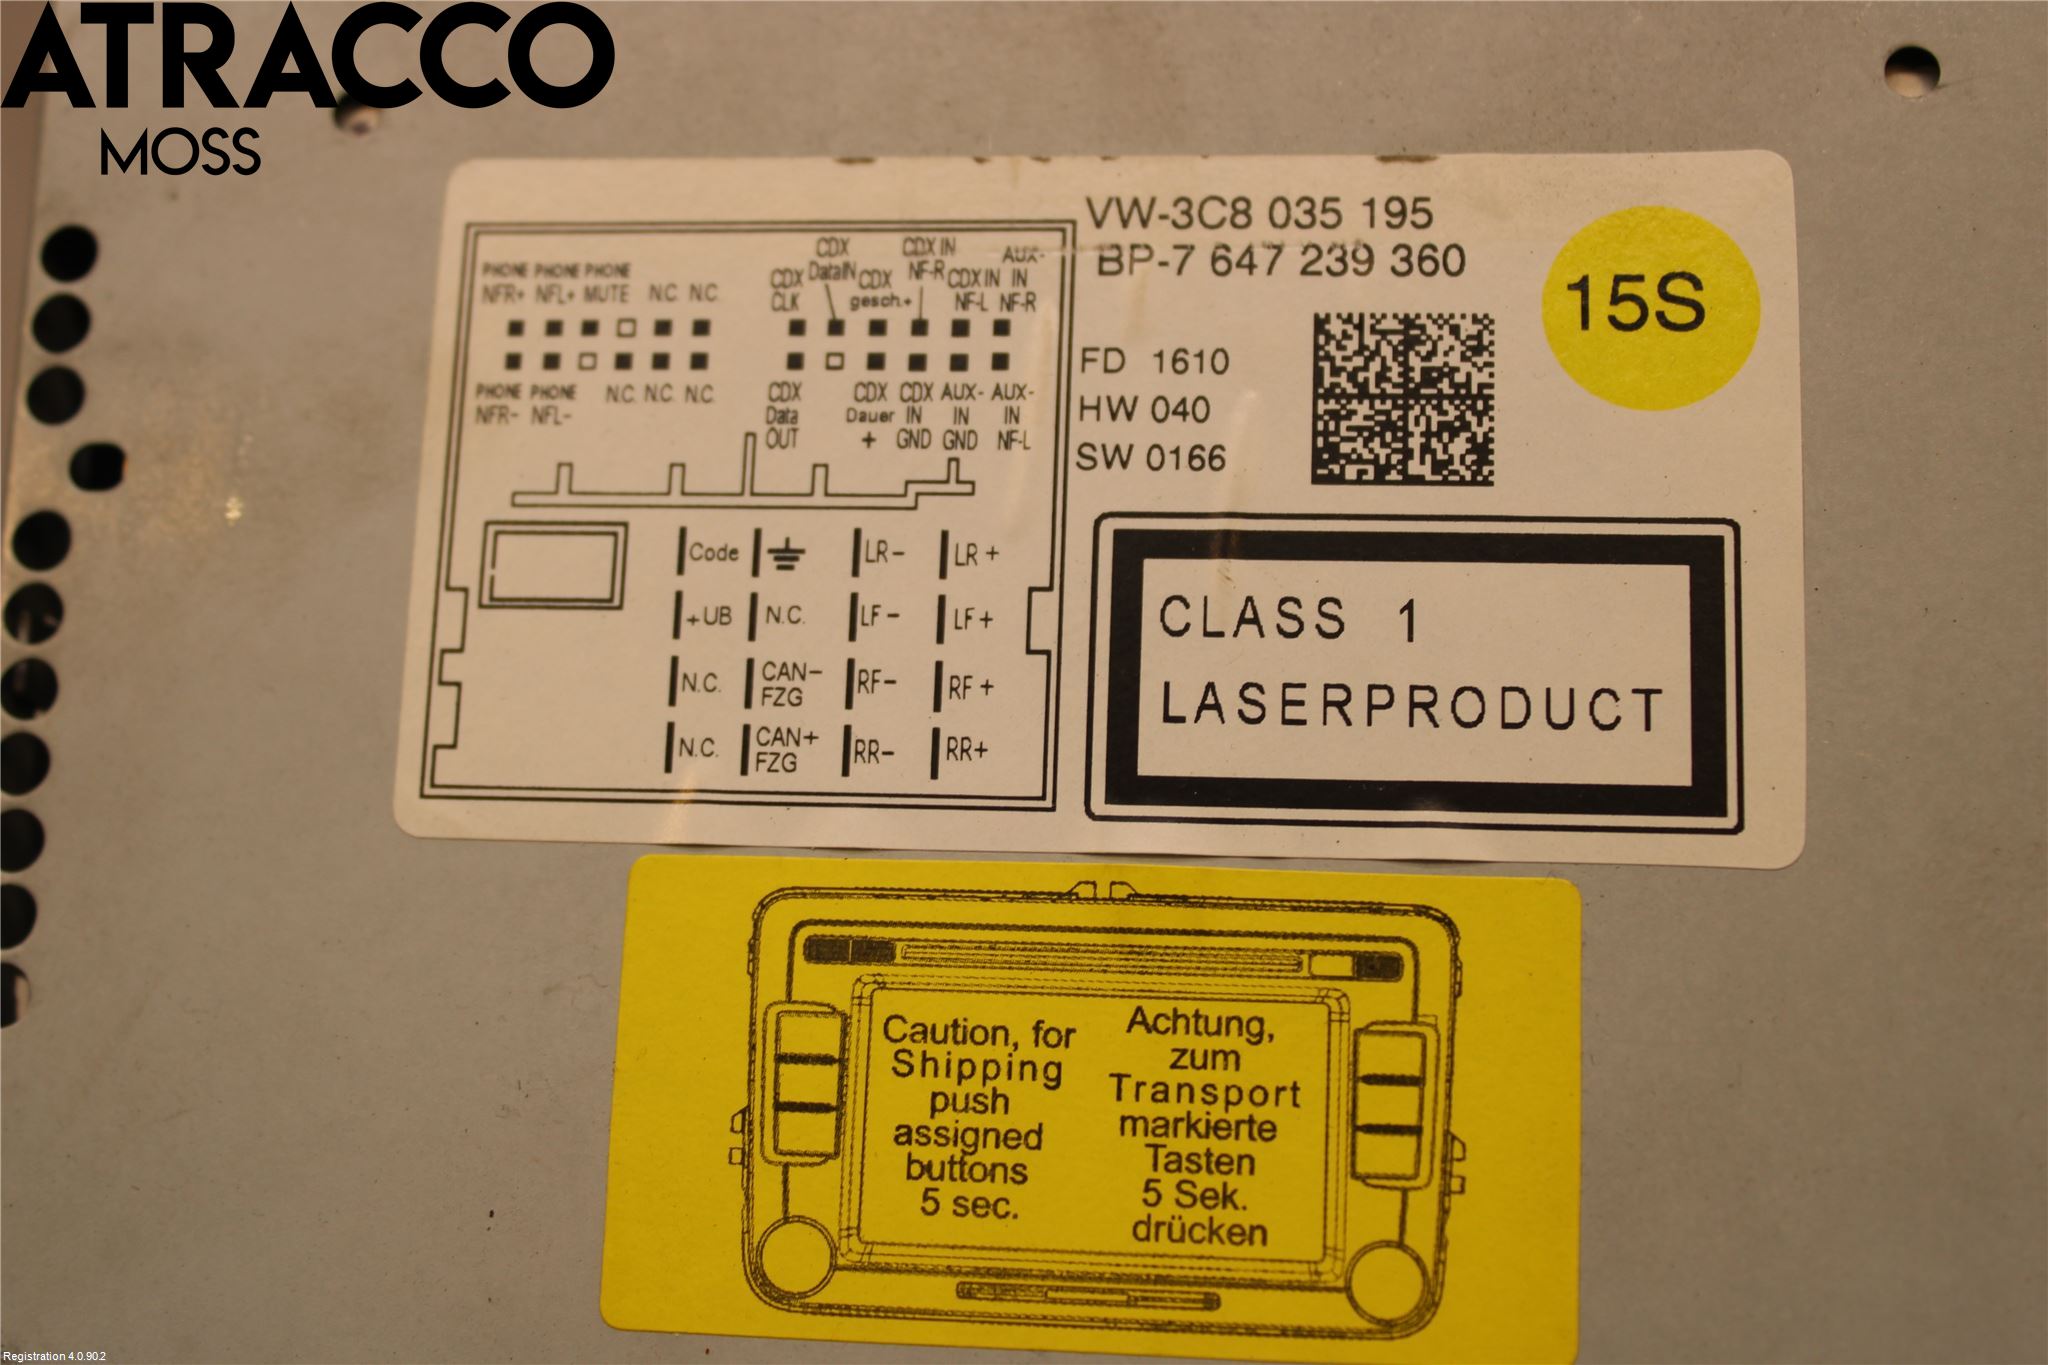 ATRACCO
MOSS
VW-3C8 035 195
BP-7 647 239 360
15S
FD 1610
HW 040
SW 0166
PHONE PHONE PHONE
NFR+ NFL+ MUTE N.C. N.C.
CDX CLK
CDX DataIN
CDX gesch.+
CDX IN NF-R
CDX IN NF-L
AUX-IN NF-R
PHONE PHONE
NFR- NFL- N.C. N.C. N.C.
CDX Data OUT
CDX Dauer +
CDX IN GND
AUX-IN GND
AUX-IN NF-L
Code LR- LR+
+UB N.C. LF- LF+
N.C. CAN- FZG RF- RF+
N.C. CAN+ FZG RR- RR+
CLASS 1
LASERPRODUCT
Caution, for
Shipping
push
assigned
buttons
5 sec.
Achtung,
zum
Transport
markierte
Tasten
5 Sek.
drücken
Registration 4.0.90.2